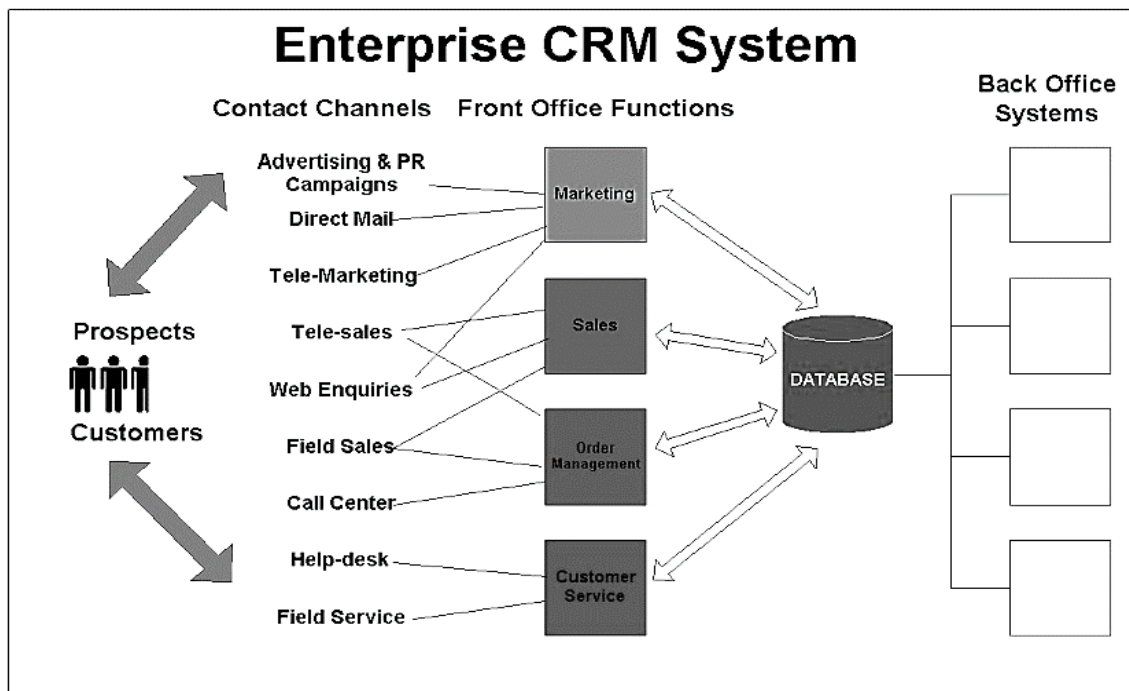 Enterprise CRM System
Contact Channels
Front Office Functions
Back Office
Systems
Advertising & PR
Campaigns
Direct Mail
Tele-Marketing
Tele-sales
Web Enquiries
Field Sales
Call Center
Help-desk
Field Service
Prospects
Customers
Marketing
Sales
Order
Management
Customer
Service
DATABASE